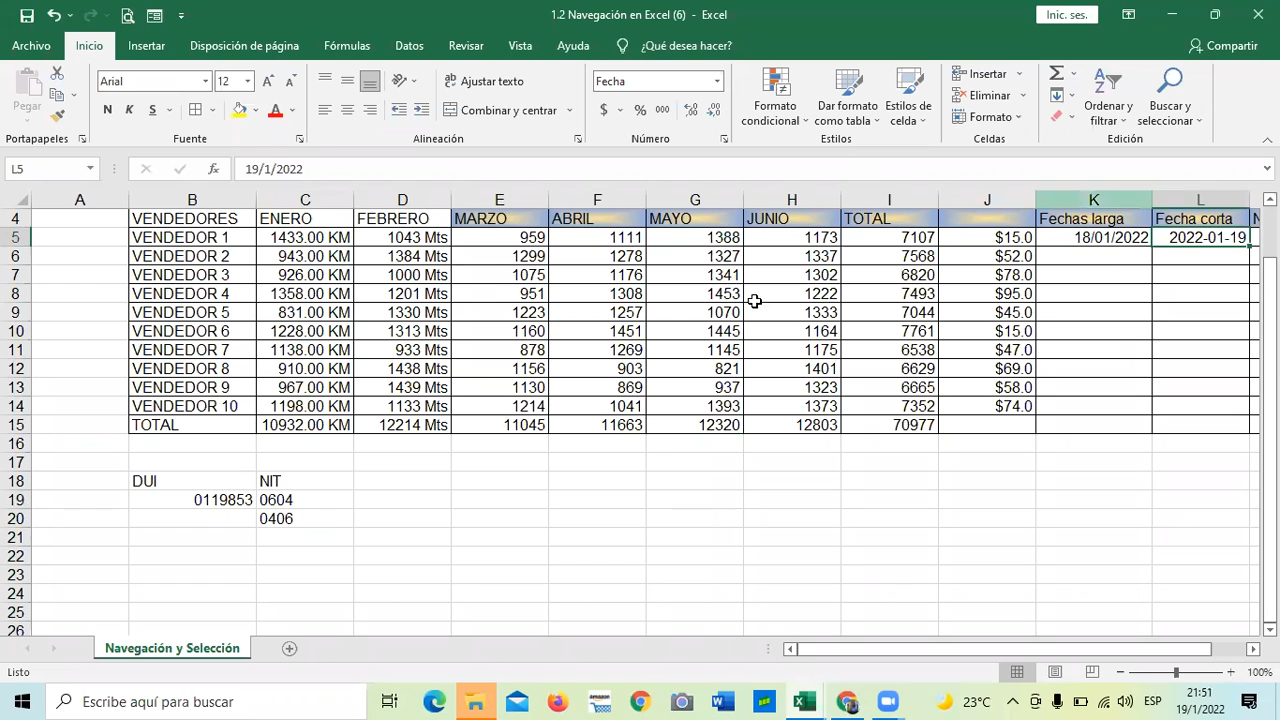 1.2 Navegación en Excel (6) - Excel
Inic. ses.
Archivo Inicio Insertar Disposición de página Fórmulas Datos Revisar Vista Ayuda ¿Qué desea hacer? Compartir
Pegar
Arial 12
N K S
Ajustar texto
Combinar y centrar
Fecha
$ % 000
Formato condicional
Dar formato como tabla
Estilos de celda
Insertar
Eliminar
Formato
Ordenar y filtrar
Buscar y seleccionar
Portapapeles Fuente Alineación Número Estilos Celdas Edición
L5 fx 19/1/2022
A B C D E F G H I J K L
4 VENDEDORES ENERO FEBRERO MARZO ABRIL MAYO JUNIO TOTAL Fechas larga Fecha corta
5 VENDEDOR 1 1433.00 KM 1043 Mts 959 1111 1388 1173 7107 $15.0 18/01/2022 2022-01-19
6 VENDEDOR 2 943.00 KM 1384 Mts 1299 1278 1327 1337 7568 $52.0
7 VENDEDOR 3 926.00 KM 1000 Mts 1075 1176 1341 1302 6820 $78.0
8 VENDEDOR 4 1358.00 KM 1201 Mts 951 1308 1453 1222 7493 $95.0
9 VENDEDOR 5 831.00 KM 1330 Mts 1223 1257 1070 1333 7044 $45.0
10 VENDEDOR 6 1228.00 KM 1313 Mts 1160 1451 1445 1164 7761 $15.0
11 VENDEDOR 7 1138.00 KM 933 Mts 878 1269 1145 1175 6538 $47.0
12 VENDEDOR 8 910.00 KM 1438 Mts 1156 903 821 1401 6629 $69.0
13 VENDEDOR 9 967.00 KM 1439 Mts 1130 869 937 1323 6665 $58.0
14 VENDEDOR 10 1198.00 KM 1133 Mts 1214 1041 1393 1373 7352 $74.0
15 TOTAL 10932.00 KM 12214 Mts 11045 11663 12320 12803 70977
16
17
18 DUI NIT
19 0119853 0604
20 0406
21
22
23
24
25
26
Navegación y Selección
Listo 100%
Escribe aquí para buscar 23°C ESP 21:51
19/1/2022